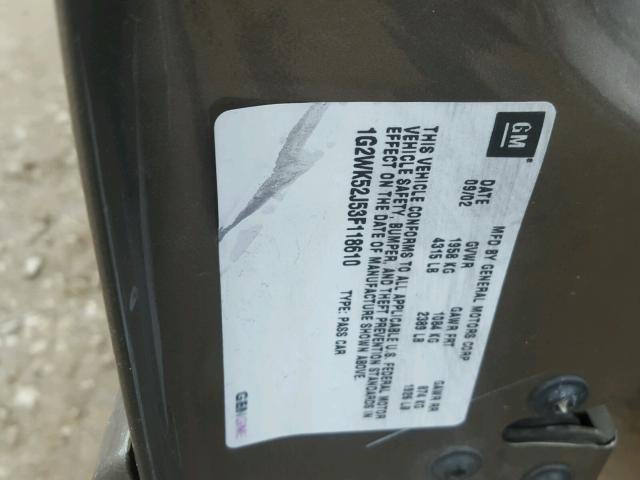 GM
MFD BY GENERAL MOTORS CORP
DATE GVWR GAWR FRT GAWR RR
09/02 1958 KG 1084 KG 874 KG
4315 LB 2389 LB 1926 LB
THIS VEHICLE CONFORMS TO ALL APPLICABLE U.S. FEDERAL MOTOR
VEHICLE SAFETY, BUMPER, AND THEFT PREVENTION STANDARDS IN
EFFECT ON THE DATE OF MANUFACTURE SHOWN ABOVE.
1G2WK52J53F118610 TYPE: PASS CAR
GENUINE